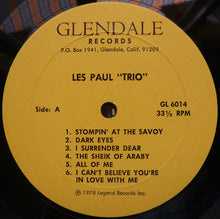 GLENDALE
RECORDS
P.O. Box 1941, Glendale, Calif. 91209
LES PAUL "TRIO"
Side: A
GL 6014
33⅓ RPM
1. STOMPIN' AT THE SAVOY
2. DARK EYES
3. I SURRENDER DEAR
4. THE SHEIK OF ARABY
5. ALL OF ME
6. I CAN'T BELIEVE YOU'RE
IN LOVE WITH ME
℗ 1978 Legend Records Inc.